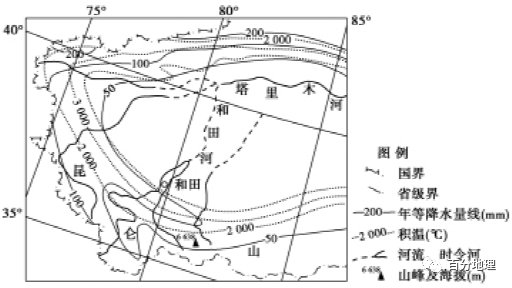 75° 80° 85°
40°
200
2 000
200
100
塔里木河
50
和田河
3 000
昆
2 000
和田
100
35°
仑
2 000
6 638
山
50
图例
国界
省级界
200 年等降水量线(mm)
2 000 积温(℃)
河流 时令河
6 638 山峰及海拔(m)
百分地理